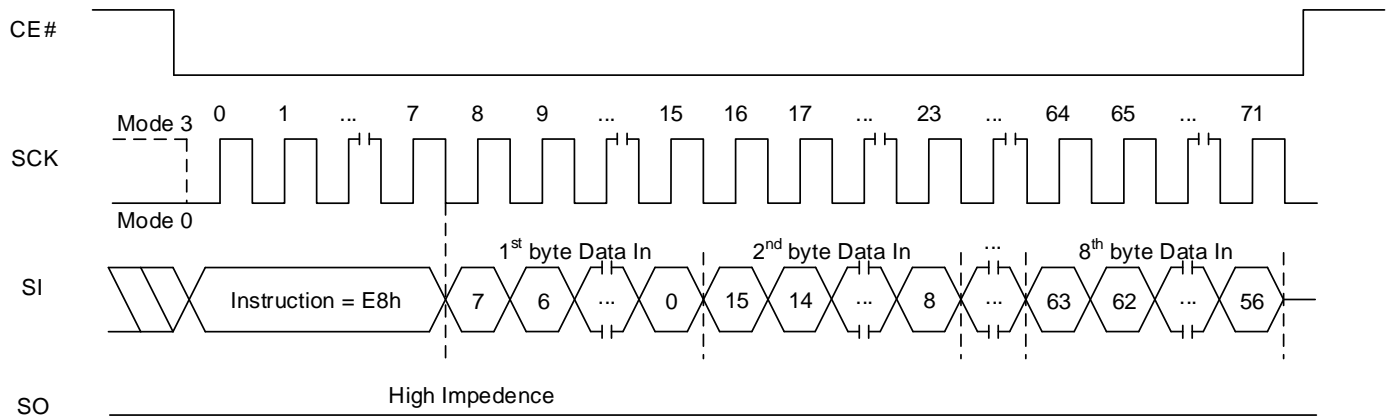 CE#
0 1 ... 7 8 9 ... 15 16 17 ... 23 ... 64 65 ... 71
Mode 3
SCK
Mode 0
1st byte Data In 2nd byte Data In ... 8th byte Data In
SI Instruction = E8h 7 6 ... 0 15 14 ... 8 ... 63 62 ... 56
High Impedence
SO